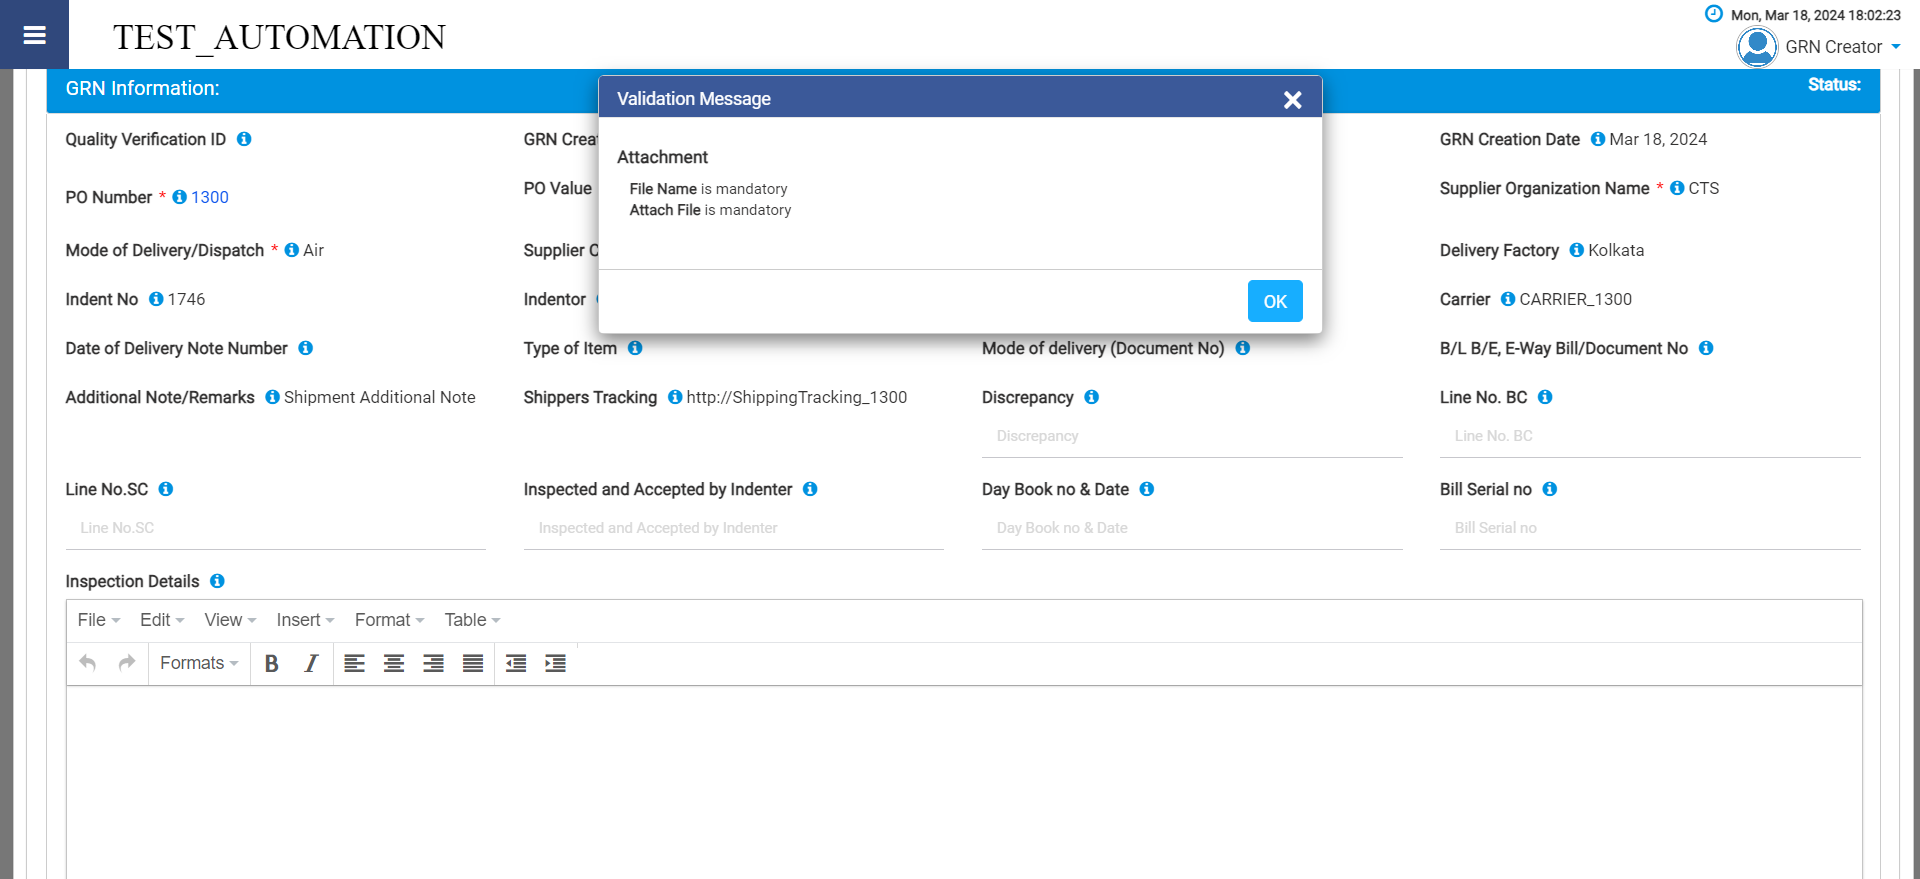 TEST_AUTOMATION
Mon, Mar 18, 2024 18:02:23
GRN Creator
GRN Information:
Status:
Validation Message
Attachment
File Name is mandatory
Attach File is mandatory
OK
Quality Verification ID
GRN Crea
GRN Creation Date Mar 18, 2024
PO Number * 1300
PO Value
Supplier Organization Name * CTS
Mode of Delivery/Dispatch * Air
Supplier C
Delivery Factory Kolkata
Indent No 1746
Indentor
Carrier CARRIER_1300
Date of Delivery Note Number
Type of Item
Mode of delivery (Document No)
B/L B/E, E-Way Bill/Document No
Additional Note/Remarks Shipment Additional Note
Shippers Tracking http://ShippingTracking_1300
Discrepancy
Discrepancy
Line No. BC
Line No. BC
Line No.SC
Line No.SC
Inspected and Accepted by Indenter
Inspected and Accepted by Indenter
Day Book no & Date
Day Book no & Date
Bill Serial no
Bill Serial no
Inspection Details
File Edit View Insert Format Table
Formats B I